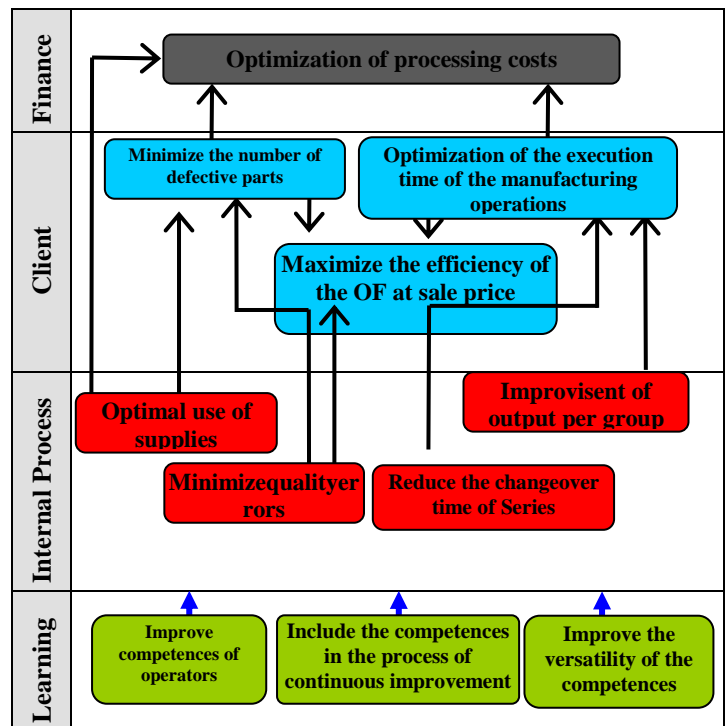 Finance
Optimization of processing costs
Client
Minimize the number of
defective parts
Optimization of the execution
time of the manufacturing
operations
Maximize the efficiency of
the OF at sale price
Internal Process
Optimal use of
supplies
Improvisent of
output per group
Minimizequalityer
rors
Reduce the changeover
time of Series
Learning
Improve
competences of
operators
Include the competences
in the process of
continuous improvement
Improve the
versatility of the
competences